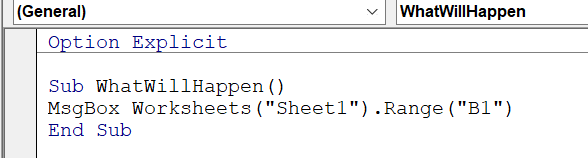 (General) WhatWillHappen
Option Explicit
Sub WhatWillHappen()
MsgBox Worksheets("Sheet1").Range("B1")
End Sub